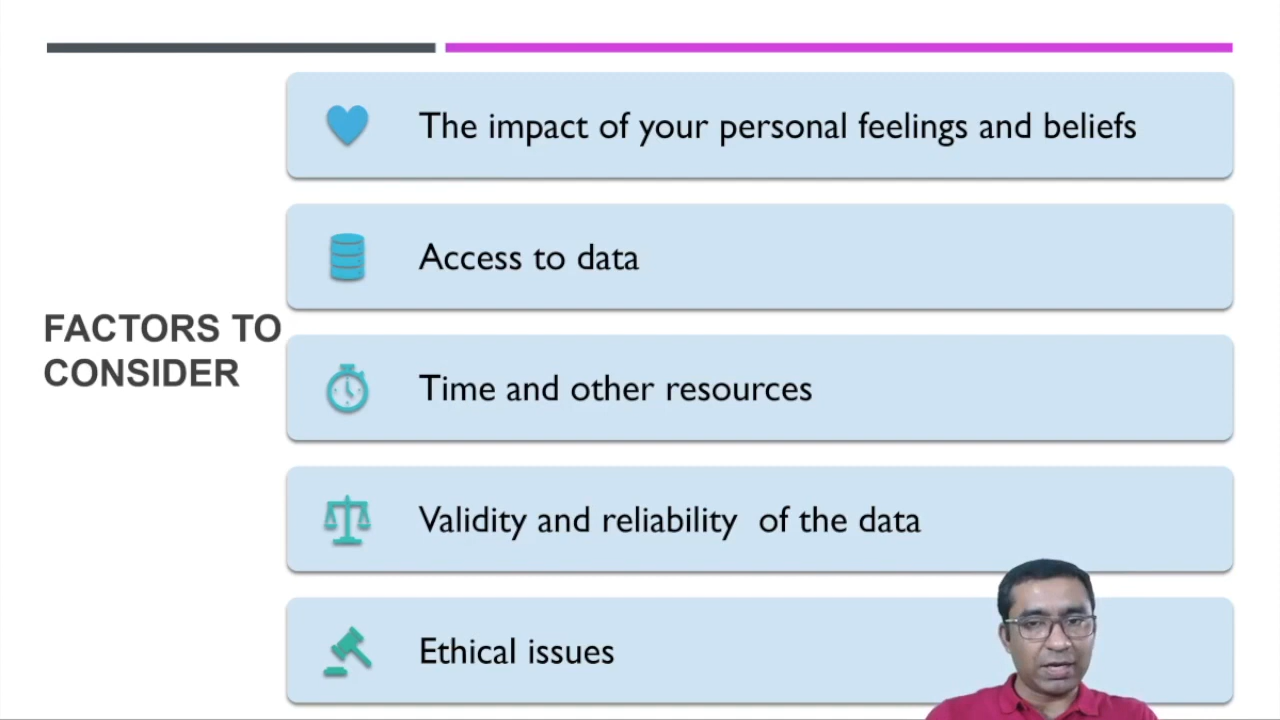 The impact of your personal feelings and beliefs
Access to data
FACTORS TO
CONSIDER
Time and other resources
Validity and reliability  of the data
Ethical issues